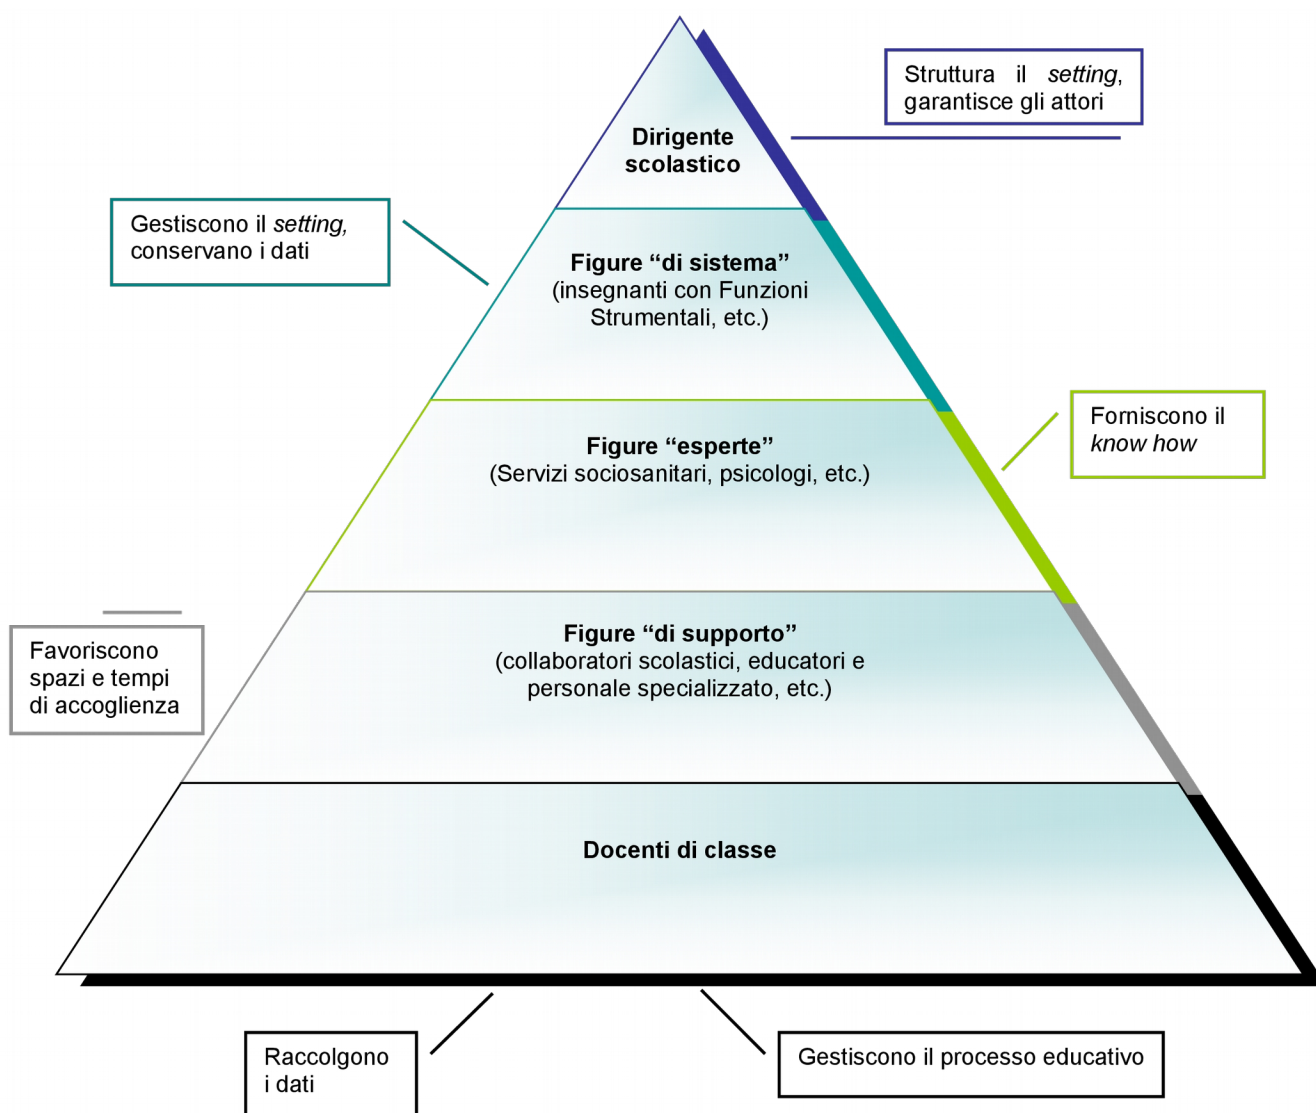 Struttura il setting,
garantisce gli attori
Dirigente
scolastico
Gestiscono il setting,
conservano i dati
Figure “di sistema”
(insegnanti con Funzioni
Strumentali, etc.)
Forniscono il
know how
Figure “esperte”
(Servizi sociosanitari, psicologi, etc.)
Favoriscono
spazi e tempi
di accoglienza
Figure “di supporto”
(collaboratori scolastici, educatori e
personale specializzato, etc.)
Docenti di classe
Raccolgono
i dati
Gestiscono il processo educativo